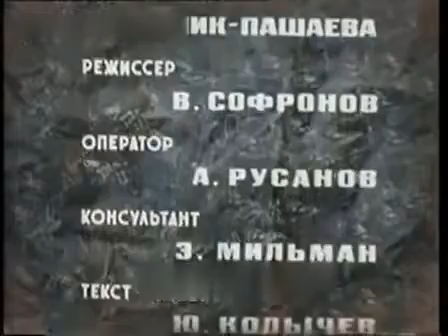 ИК-ПАШАЕВА
РЕЖИССЕР
В. СОФРОНОВ
ОПЕРАТОР
А. РУСАНОВ
КОНСУЛЬТАНТ
Э. МИЛЬМАН
ТЕКСТ
Ю. КОЛЫЧЕВ